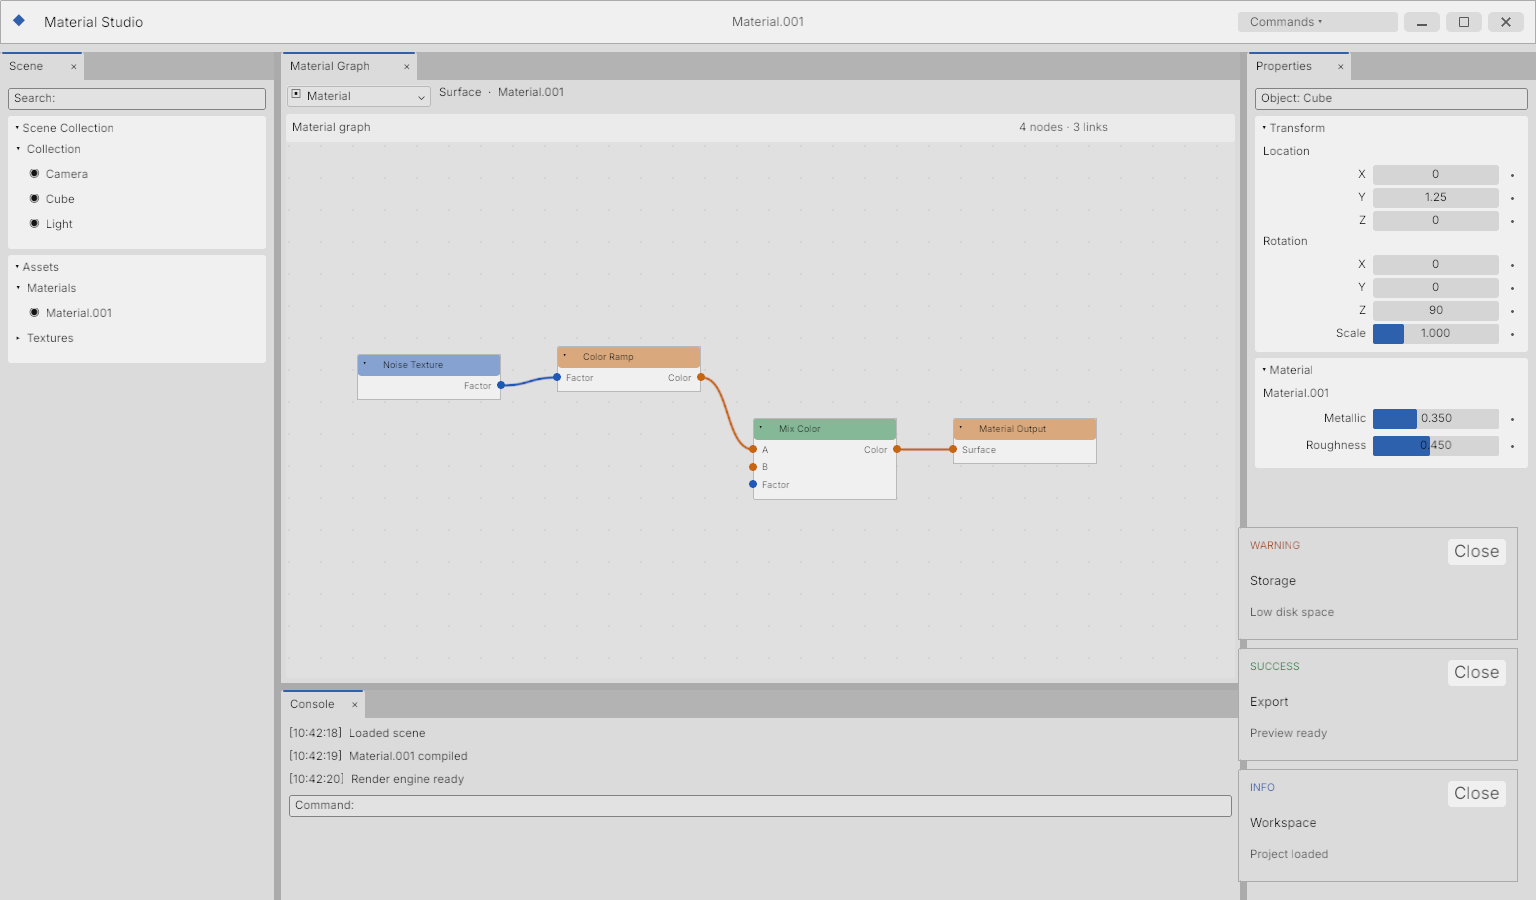 Material Studio
Material.001
Commands
Scene
Search:
Scene Collection
Collection
Camera
Cube
Light
Assets
Materials
Material.001
Textures
Material Graph
Material
Surface · Material.001
Material graph
4 nodes · 3 links
Noise Texture
Factor
Color Ramp
Factor
Color
Mix Color
A
Color
B
Factor
Material Output
Surface
Console
[10:42:18] Loaded scene
[10:42:19] Material.001 compiled
[10:42:20] Render engine ready
Command:
Properties
Object: Cube
Transform
Location
X 0
Y 1.25
Z 0
Rotation
X 0
Y 0
Z 90
Scale 1.000
Material
Material.001
Metallic 0.350
Roughness 0.450
WARNING
Close
Storage
Low disk space
SUCCESS
Close
Export
Preview ready
INFO
Close
Workspace
Project loaded